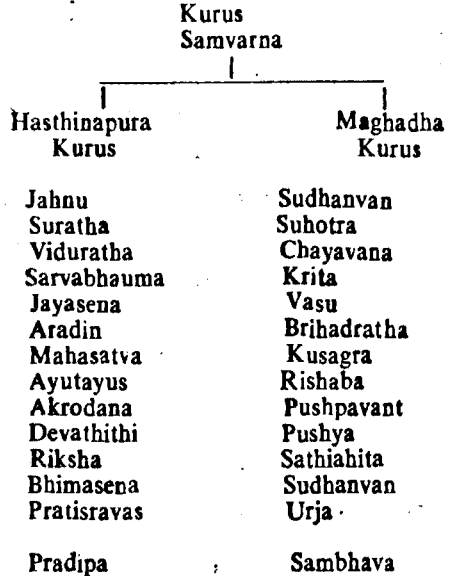 Kurus
Samvarna
Hasthinapura Maghadha
Kurus Kurus
Jahnu Sudhanvan
Suratha Suhotra
Viduratha Chayavana
Sarvabhauma Krita
Jayasena Vasu
Aradin Brihadratha
Mahasatva Kusagra
Ayutayus Rishaba
Akrodana Pushpavant
Devathithi Pushya
Riksha Sathiahita
Bhimasena Sudhanvan
Pratisravas Urja
Pradipa ; Sambhava